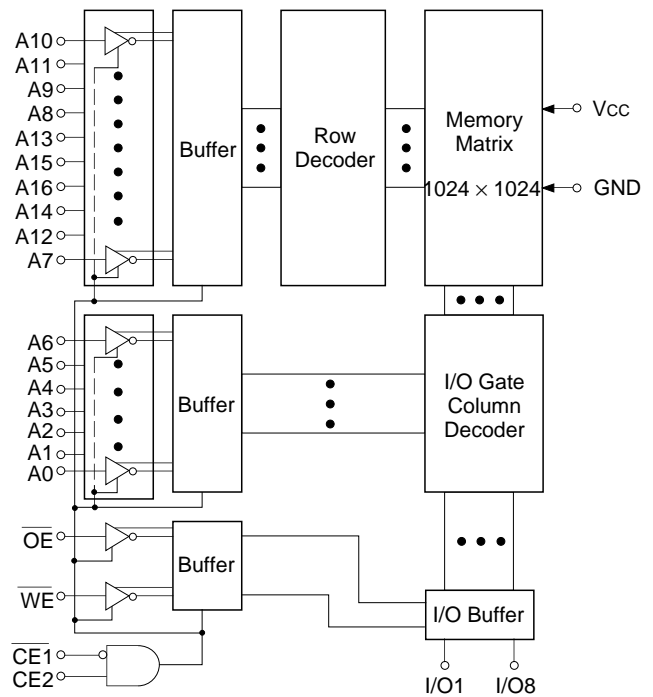 A10
A11
A9
A8
A13
A15
A16
A14
A12
A7
Buffer
Row
Decoder
Memory
Matrix
1024 × 1024
VCC
GND
A6
A5
A4
A3
A2
A1
A0
Buffer
I/O Gate
Column
Decoder
OE
WE
Buffer
I/O Buffer
CE1
CE2
I/O1
I/O8